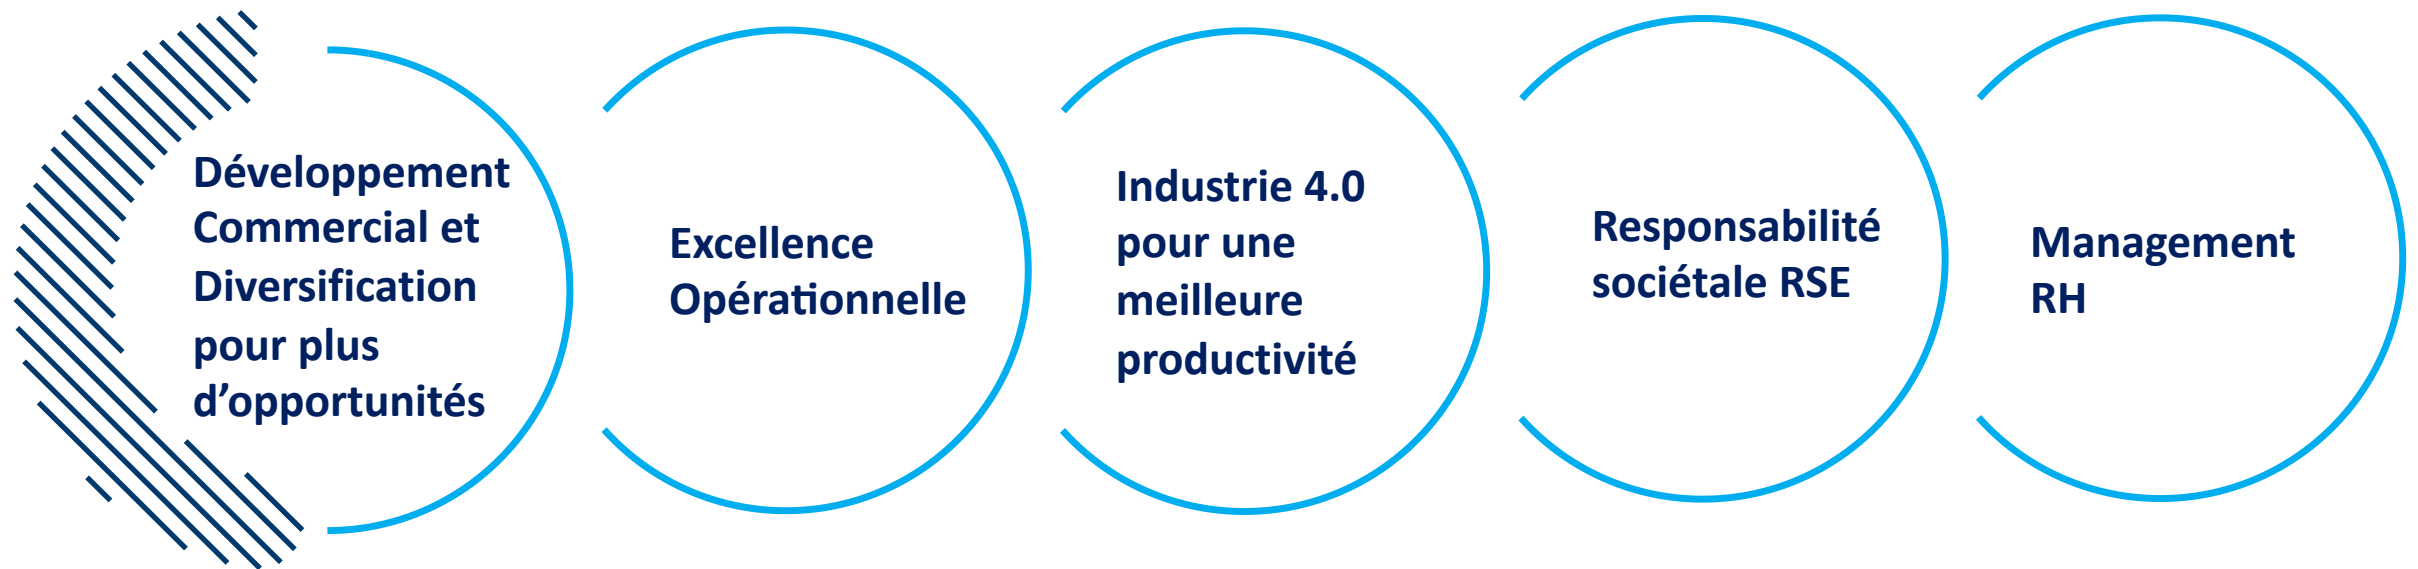 Développement
Commercial et
Diversification
pour plus
d’opportunités
Excellence
Opérationnelle
Industrie 4.0
pour une
meilleure
productivité
Responsabilité
sociétale RSE
Management
RH